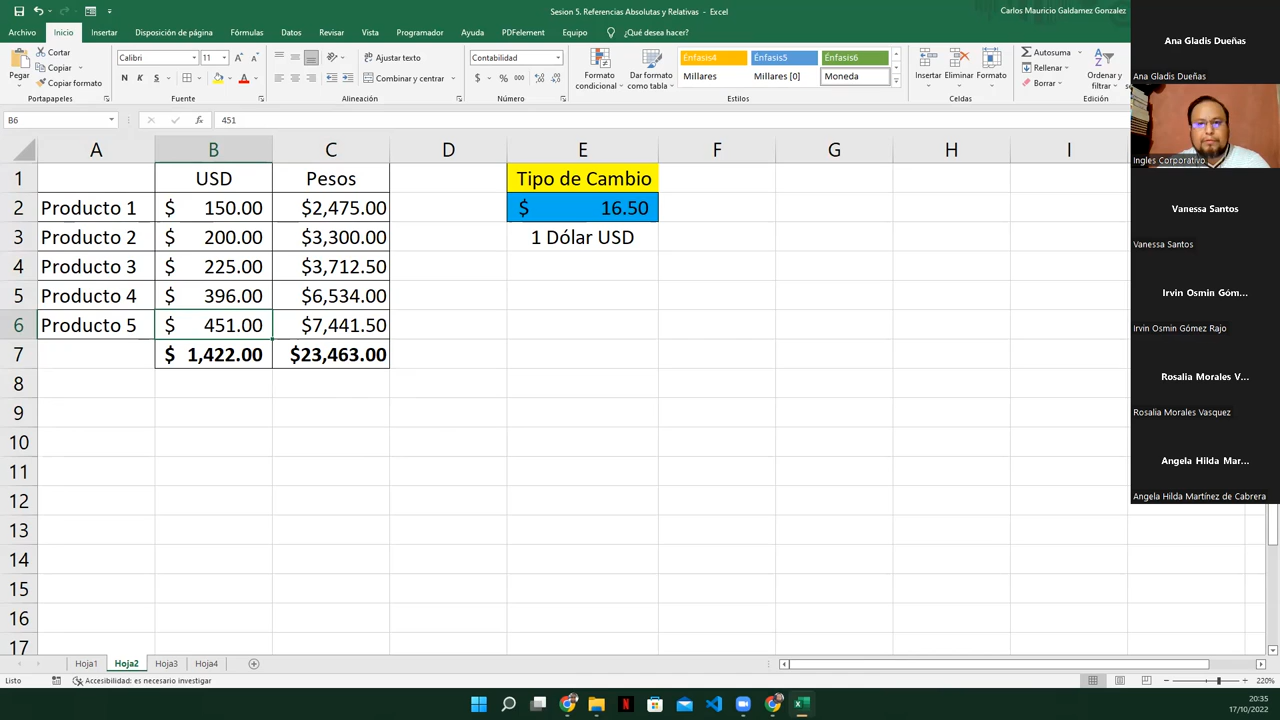 Sesion 5. Referencias Absolutas y Relativas - Excel
Carlos Mauricio Galdamez Gonzalez
Archivo Inicio Insertar Disposición de página Fórmulas Datos Revisar Vista Programador Ayuda PDFelement Equipo ¿Qué desea hacer?
Pegar
Cortar
Copiar
Copiar formato
Portapapeles
Calibri 11
N K S
Fuente
Ajustar texto
Combinar y centrar
Alineación
Contabilidad
$ % 000
Número
Formato condicional
Dar formato como tabla
Énfasis4 Énfasis5 Énfasis6
Millares Millares [0] Moneda
Estilos
Insertar Eliminar Formato
Celdas
Autosuma
Rellenar
Borrar
Ordenar y filtrar
Edición
B6 fx 451
A B C D E F G H I
1 USD Pesos Tipo de Cambio
2 Producto 1 $ 150.00 $2,475.00 $ 16.50
3 Producto 2 $ 200.00 $3,300.00 1 Dólar USD
4 Producto 3 $ 225.00 $3,712.50
5 Producto 4 $ 396.00 $6,534.00
6 Producto 5 $ 451.00 $7,441.50
7 $ 1,422.00 $23,463.00
8
9
10
11
12
13
14
15
16
17
Hoja1 Hoja2 Hoja3 Hoja4
Listo Accesibilidad: es necesario investigar 220%
20:35
17/10/2022
Ana Gladis Dueñas
Ana Gladis Dueñas
Ingles Corporativo
Vanessa Santos
Vanessa Santos
Irvin Osmin Góm...
Irvin Osmin Gómez Rajo
Rosalia Morales V...
Rosalia Morales Vasquez
Angela Hilda Mar...
Angela Hilda Martínez de Cabrera